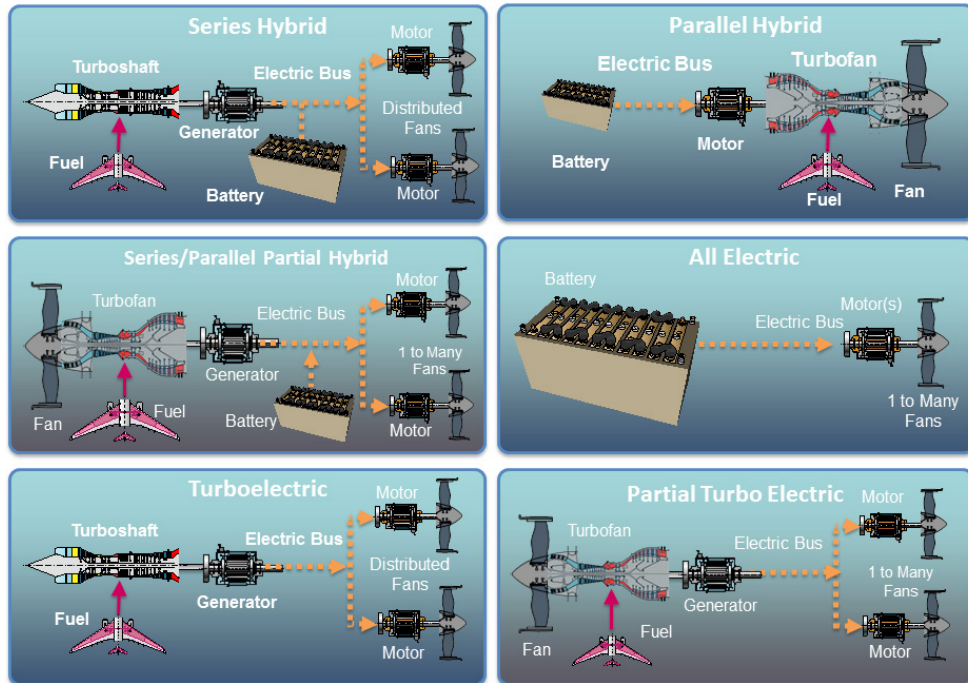 Series Hybrid
Motor
Turboshaft
Electric Bus
Distributed
Fans
Generator
Fuel
Battery
Motor
Parallel Hybrid
Electric Bus
Turbofan
Battery
Motor
Fuel
Fan
Series/Parallel Partial Hybrid
Motor
Turbofan
Electric Bus
1 to Many
Fans
Generator
Fuel
Fan
Battery
Motor
All Electric
Battery
Motor(s)
Electric Bus
1 to Many
Fans
Turboelectric
Motor
Turboshaft
Electric Bus
Distributed
Fans
Generator
Fuel
Motor
Partial Turbo Electric
Motor
Turbofan
Electric Bus
1 to Many
Fans
Generator
Fuel
Fan
Motor